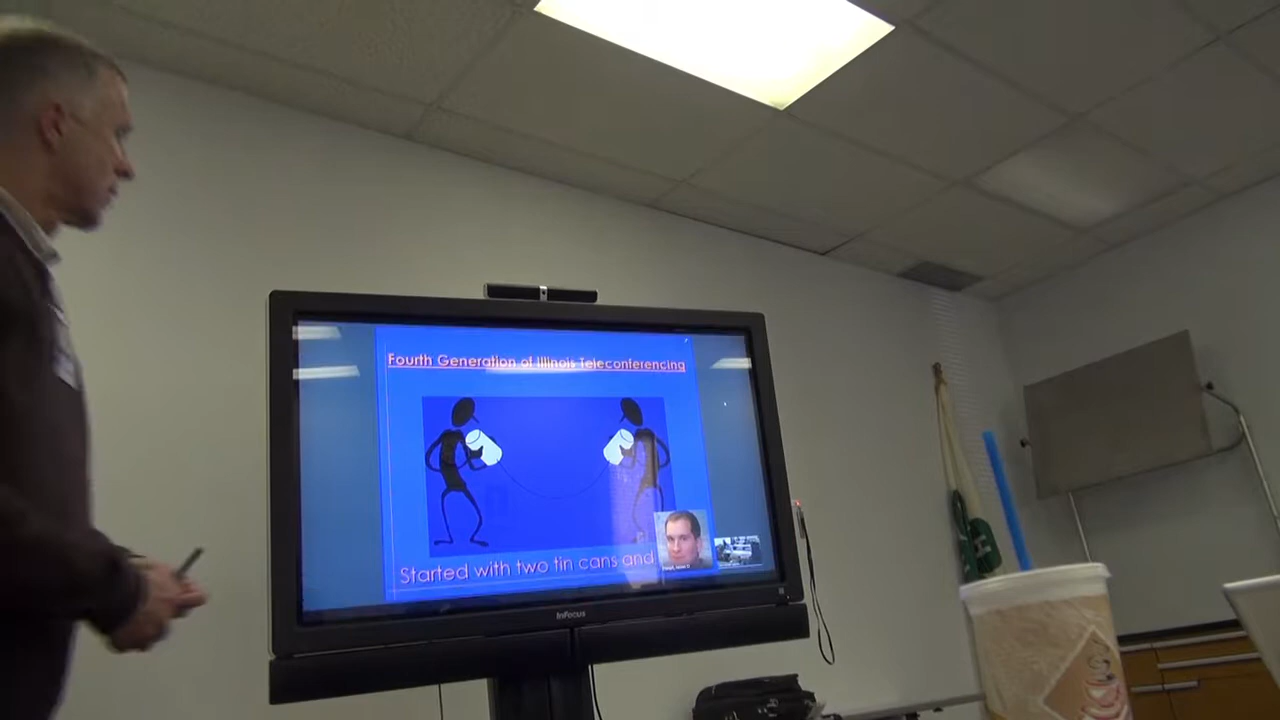 Fourth Generation of Illinois Teleconferencing
Started with two tin cans and
InFocus